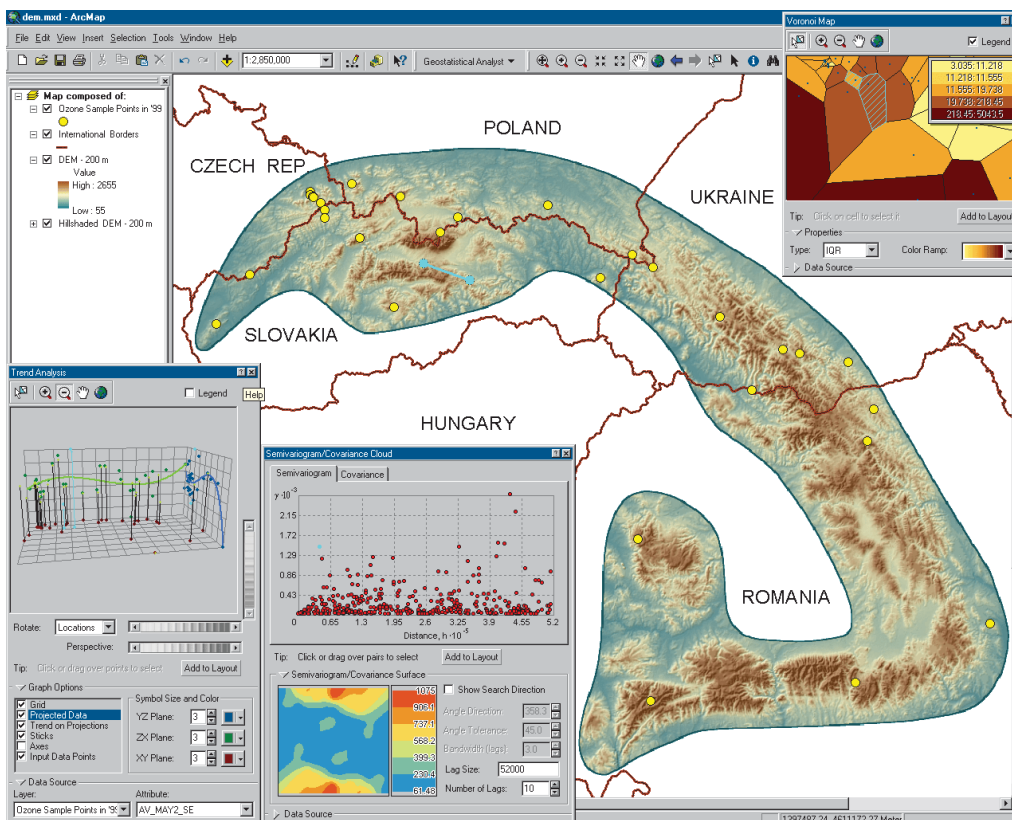 dem.mxd - ArcMap
File Edit View Insert Selection Tools Window Help
1:2,850,000
Geostatistical Analyst
Map composed of:
Ozone Sample Points in '99
International Borders
DEM - 200 m
Value
High : 2655
Low : 55
Hillshaded DEM - 200 m
POLAND
CZECH REP
UKRAINE
SLOVAKIA
HUNGARY
ROMANIA
Voronoi Map
Legend
3.035:11.218
11.218:11.555
11.555:19.738
19.738:218.45
218.45:5043.5
Tip: Click on cell to select it
Add to Layout
Properties
Type: IQR
Color Ramp:
Data Source
Trend Analysis
Legend
Help
Rotate: Locations
Perspective:
Tip: Click or drag over points to select
Add to Layout
Graph Options
Grid
Projected Data
Trend on Projections
Sticks
Axes
Input Data Points
Symbol Size and Color
YZ Plane: 3
ZX Plane: 3
XY Plane: 3
Data Source
Layer:
Attribute:
Ozone Sample Points in '9
AV_MAY2_SE
Semivariogram/Covariance Cloud
Semivariogram
Covariance
γ·10⁻³
2.15
1.72
1.29
0.86
0.43
0 0.65 1.3 1.95 2.6 3.25 3.9 4.55 5.2
Distance, h·10⁻⁵
Tip: Click or drag over pairs to select
Add to Layout
Semivariogram/Covariance Surface
1075
906.1
737.1
568.2
399.3
230.4
61.48
Show Search Direction
Angle Direction: 358.3
Angle Tolerance: 45.0
Bandwidth (lags): 3.0
Lag Size: 52000
Number of Lags: 10
Data Source